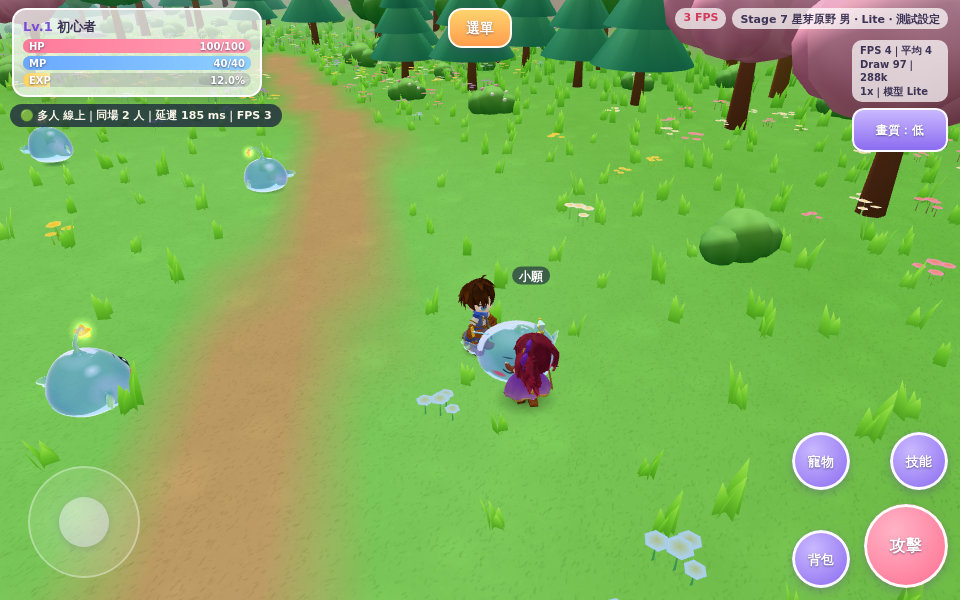 Lv.1 初心者
HP 100/100
MP 40/40
EXP 12.0%
🟢 多人 線上｜同場 2 人｜延遲 185 ms｜FPS 3
選單
3 FPS
Stage 7 星芽原野 男・Lite・測試設定
FPS 4｜平均 4
Draw 97｜
288k
1x｜模型 Lite
畫質：低
小願
寵物
技能
背包
攻擊